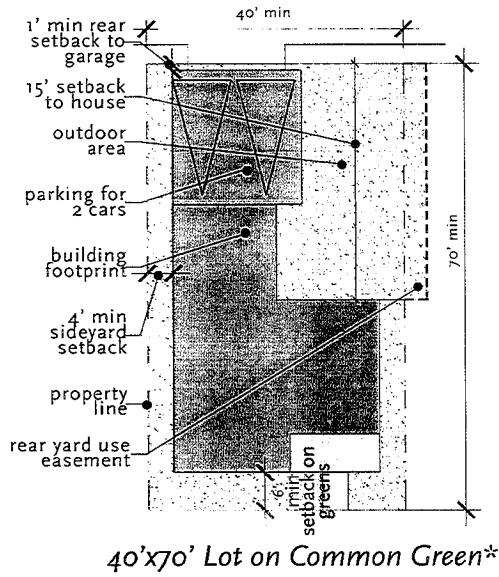 40' min
1' min rear
setback to
garage
15' setback
to house
outdoor
area
parking for
2 cars
building
footprint
4' min
sideyard
setback
property
line
rear yard use
easement
70' min
6'
min
setback on
greens
40'x70' Lot on Common Green*